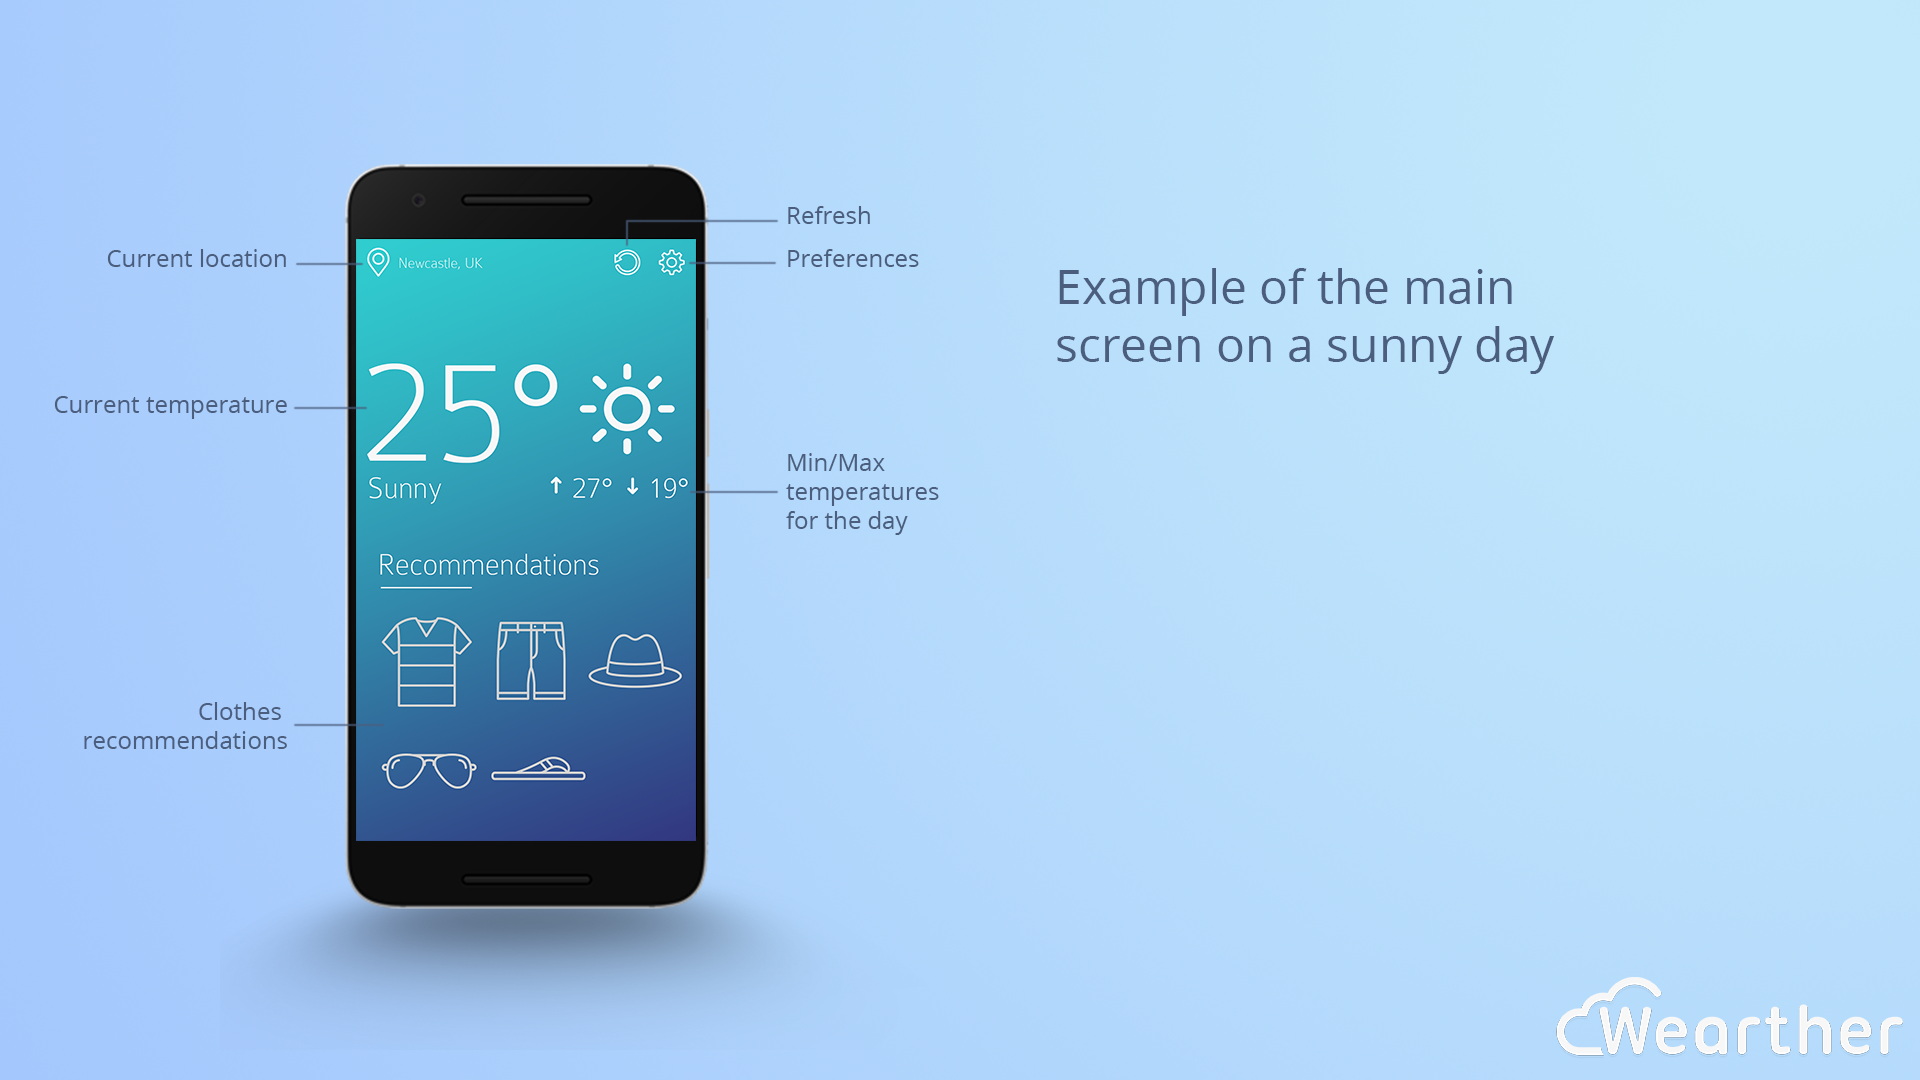 Refresh
Current location
Newcastle, UK
Preferences
Example of the main
screen on a sunny day
25°
Current temperature
Sunny
27° 19°
Min/Max
temperatures
for the day
Recommendations
Clothes
recommendations
Wearther